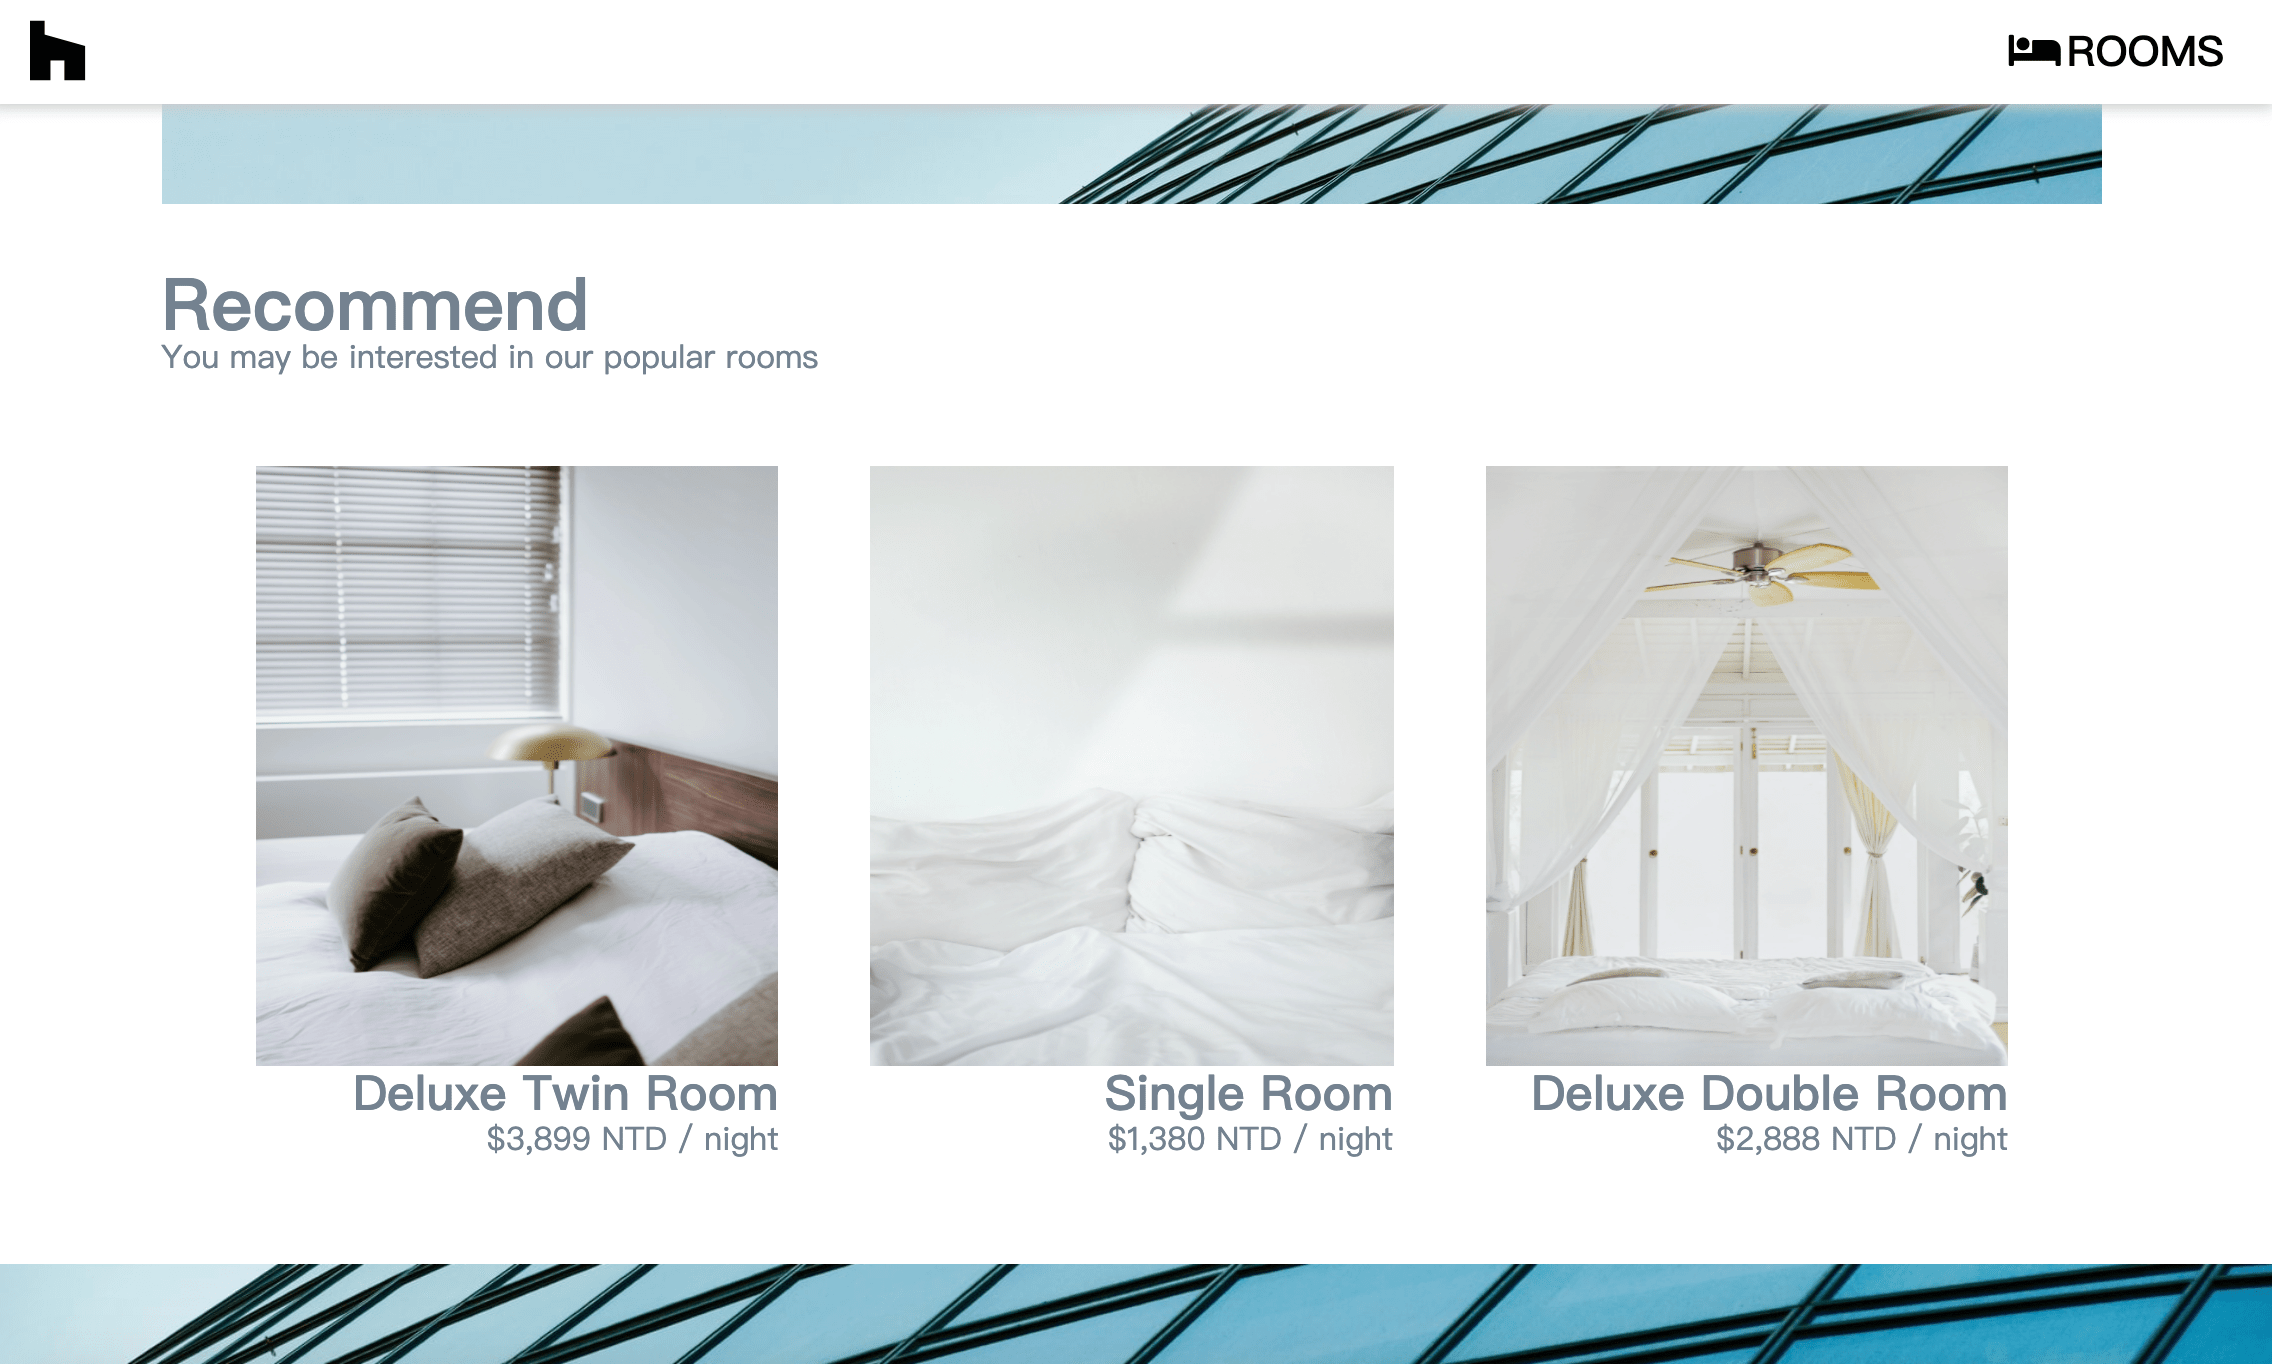 ROOMS
Recommend
You may be interested in our popular rooms
Deluxe Twin Room
$3,899 NTD / night
Single Room
$1,380 NTD / night
Deluxe Double Room
$2,888 NTD / night